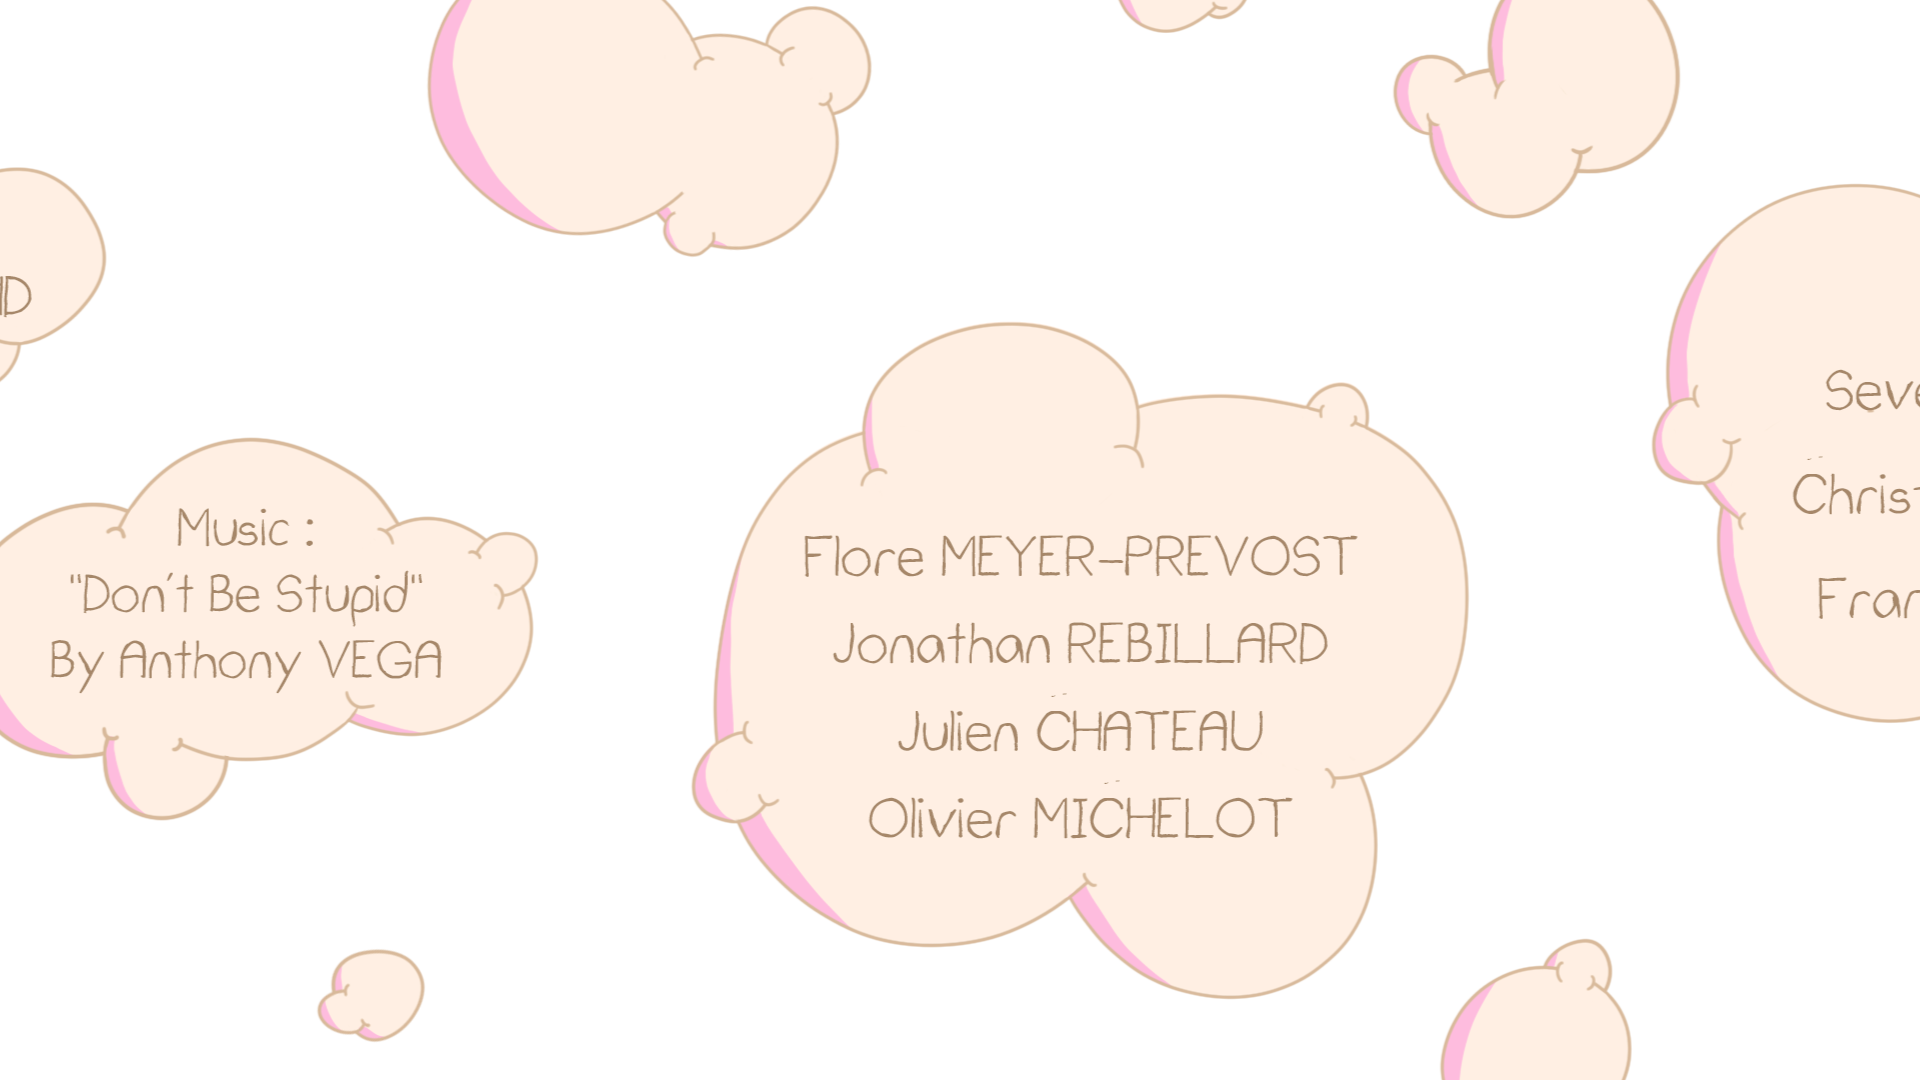 Music :
"Don't Be Stupid"
By Anthony VEGA
Flore MEYER-PREVOST
Jonathan REBILLARD
Julien CHATEAU
Olivier MICHELOT